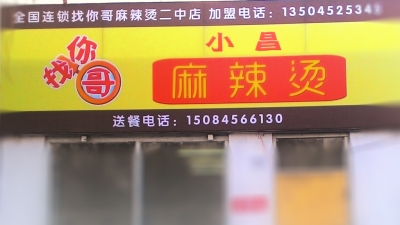 全国连锁找你哥麻辣烫二中店 加盟电话：13504525343
小昌
找你哥
麻辣烫
送餐电话：15084566130